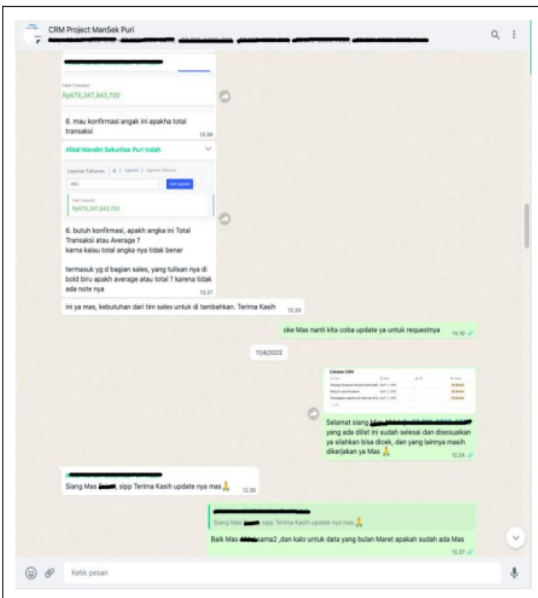 CRM Project ManSek Puri
Total Transaksi
Rp676,347,843,700
6. mau konfirmasi angak ini apakha total
transaksi
13.36
Afdal Mandiri Sekuritas Puri Indah
Laporan Tahunan
Laporan
Laporan Tahunan
Total Transaksi
Rp676,347,843,700
6. butuh konfirmasi, apakh angka ini Total
Transaksi atau Average ?
karna kalau total angka nya tidak benar
termasuk yg d bagian sales, yang tulisan nya di
bold biru apakh average atau total ? karena tidak
ada note nya
13.37
ini ya mas, kebutuhan dari tim sales untuk di tambahkan. Terima Kasih
13.39
oke Mas nanti kita coba update ya untuk requestnya
14.16
11/4/2022
Catatan CRM
Selamat siang
yang ada dilist ini sudah selesai dan disesuaikan
ya silahkan bisa dicek, dan yang lainnya masih
dikerjakan ya Mas
12.24
Siang Mas , sipp Terima Kasih update nya mas
12.36
Siang Mas , sipp Terima Kasih update nya mas
Baik Mas sama2 ,dan kalo untuk data yang bulan Maret apakah sudah ada Mas
12.37
Ketik pesan